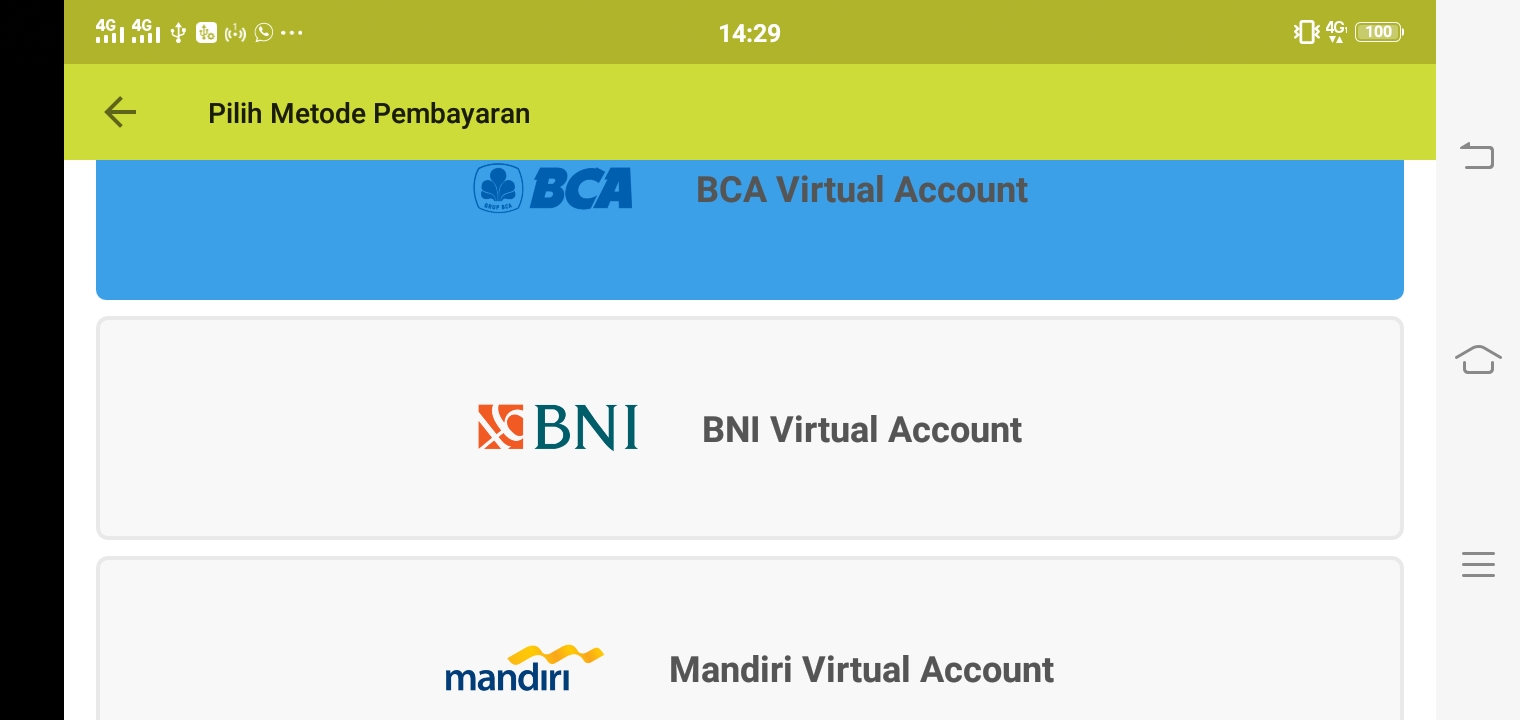 4G 4G 14:29 4G 100
Pilih Metode Pembayaran
BCA BCA Virtual Account
BNI BNI Virtual Account
mandiri Mandiri Virtual Account